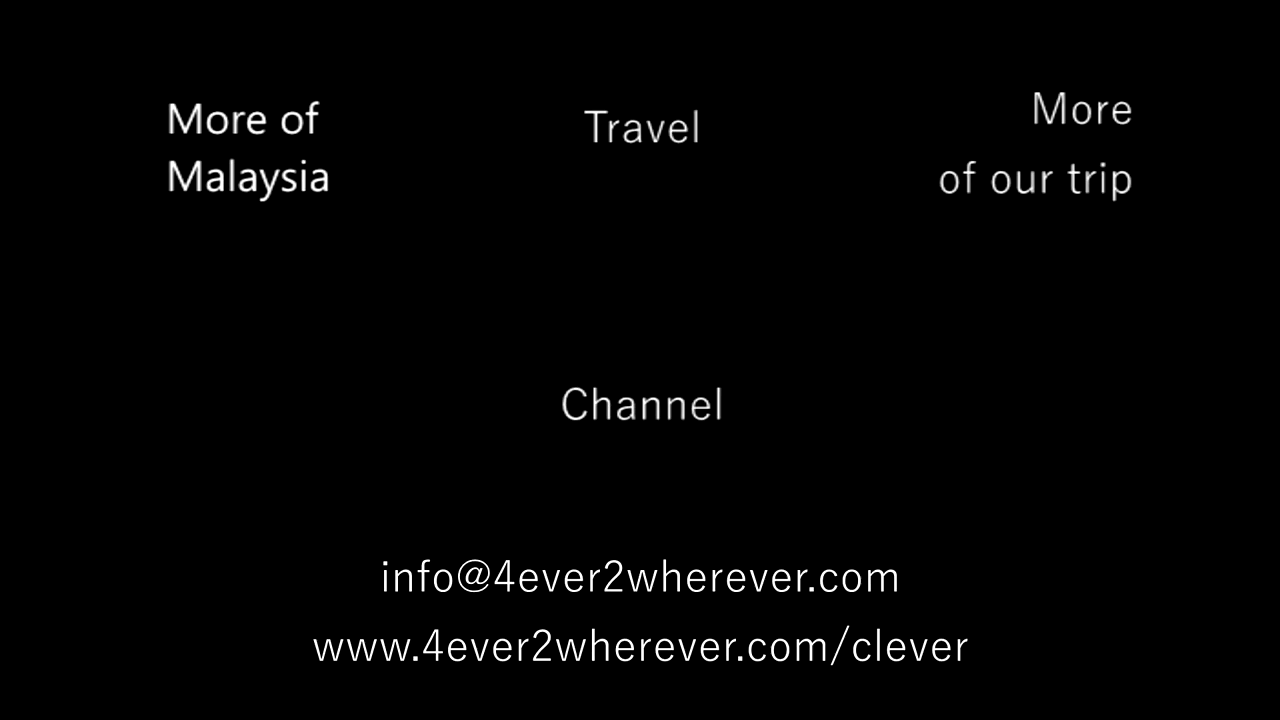 More of
Malaysia
Travel
More
of our trip
Channel
info@4ever2wherever.com
www.4ever2wherever.com/clever